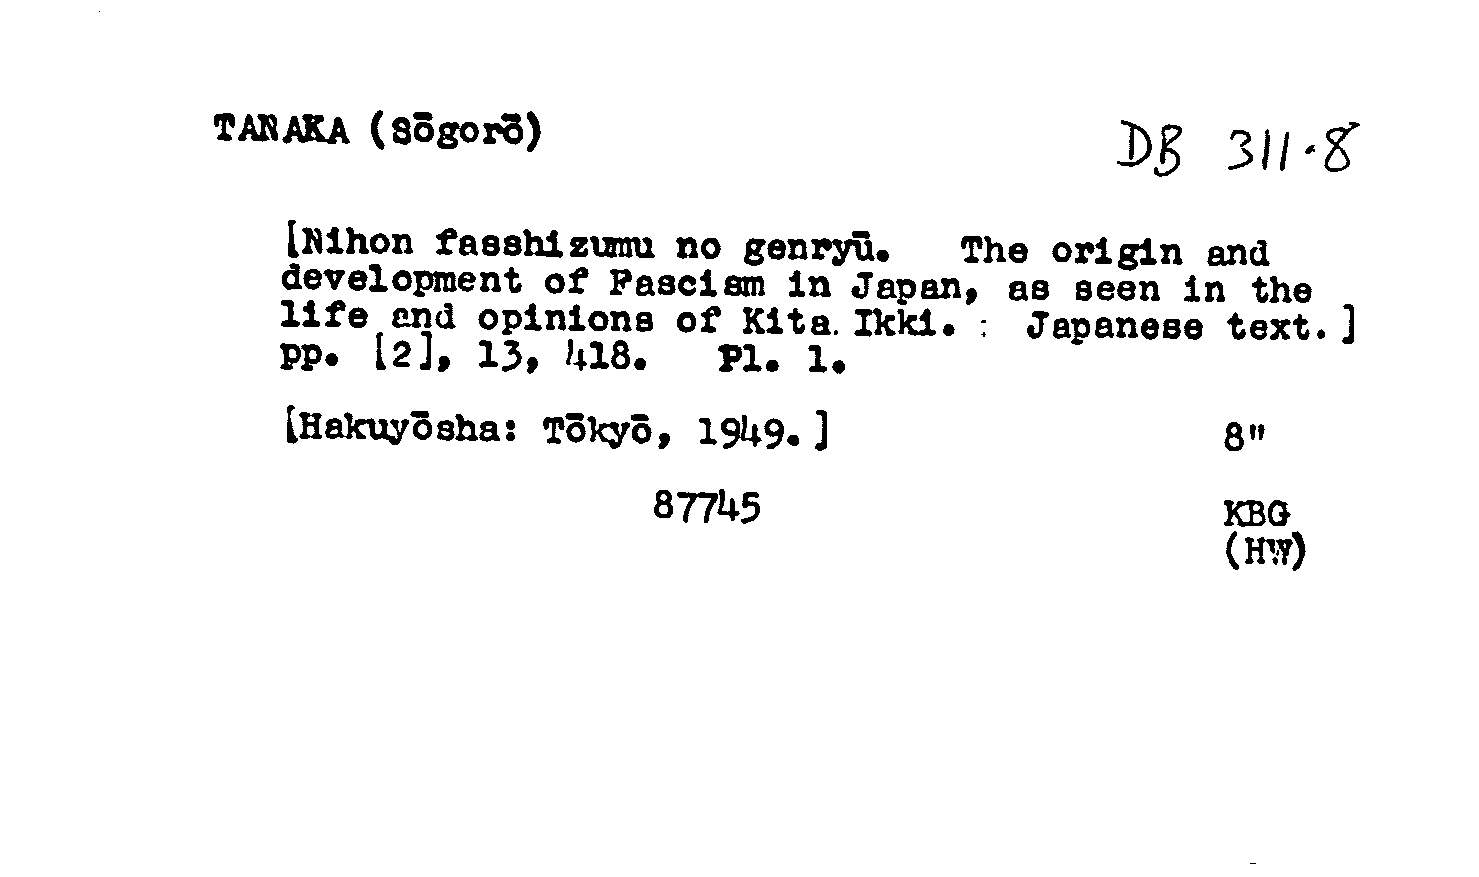 TANAKA (Sōgorō)
DB 311.8
[Nihon fasshizumu no genryū. The origin and
development of Fascism in Japan, as seen in the
life and opinions of Kita Ikki. : Japanese text.]
pp. [2], 13, 418. Pl. 1.
[Hakuyōsha: Tōkyō, 1949.]
8"
87745
KBG
(HW)